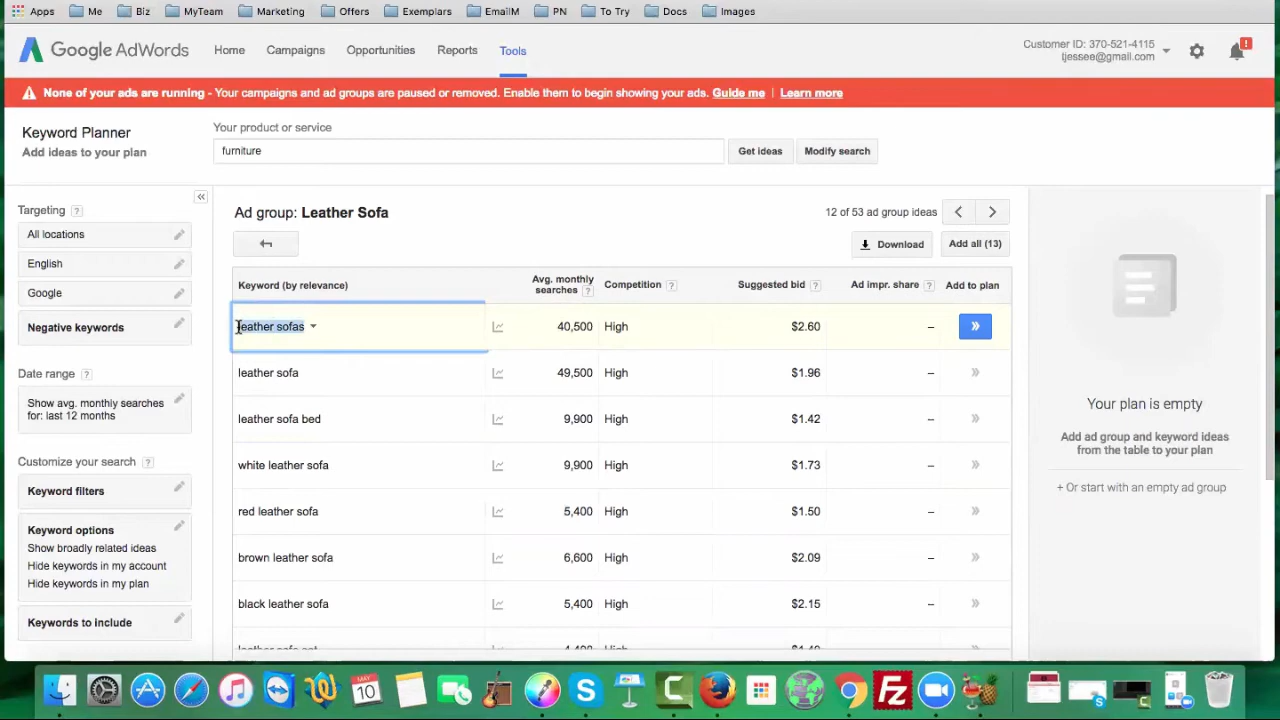 Apps Me Biz MyTeam Marketing Offers Exemplars EmailM PN To Try Docs Images
Google AdWords Home Campaigns Opportunities Reports Tools
Customer ID: 370-521-4115
tjessee@gmail.com
!
None of your ads are running - Your campaigns and ad groups are paused or removed. Enable them to begin showing your ads. Guide me | Learn more
Keyword Planner
Add ideas to your plan
Your product or service
furniture
Get ideas Modify search
«
Targeting ?
All locations
English
Google
Negative keywords
Date range ?
Show avg. monthly searches
for: last 12 months
Customize your search ?
Keyword filters
Keyword options
Show broadly related ideas
Hide keywords in my account
Hide keywords in my plan
Keywords to include
Ad group: Leather Sofa
12 of 53 ad group ideas
Download Add all (13)
Keyword (by relevance) Avg. monthly searches ? Competition ? Suggested bid ? Ad impr. share ? Add to plan
leather sofas 40,500 High $2.60 – »
leather sofa 49,500 High $1.96 – »
leather sofa bed 9,900 High $1.42 – »
white leather sofa 9,900 High $1.73 – »
red leather sofa 5,400 High $1.50 – »
brown leather sofa 6,600 High $2.09 – »
black leather sofa 5,400 High $2.15 – »
Your plan is empty
Add ad group and keyword ideas
from the table to your plan
+ Or start with an empty ad group
MAY
10